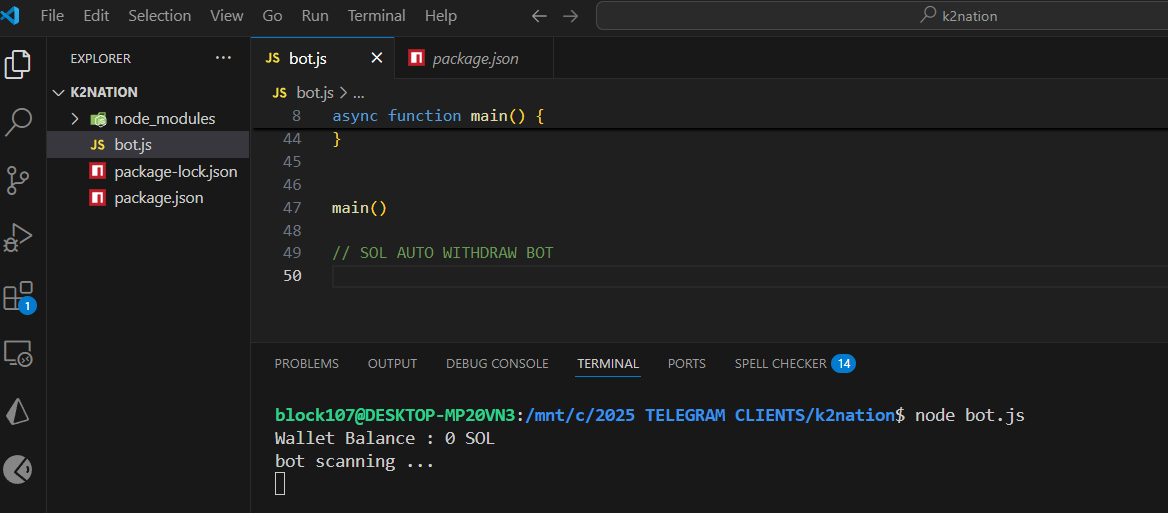 File Edit Selection View Go Run Terminal Help
k2nation
EXPLORER ...
JS bot.js
package.json
K2NATION
JS bot.js > ...
node_modules
JS bot.js
package-lock.json
package.json
8 async function main() {
44 }
45
46
47 main()
48
49 // SOL AUTO WITHDRAW BOT
50
1
PROBLEMS OUTPUT DEBUG CONSOLE TERMINAL PORTS SPELL CHECKER 14
block107@DESKTOP-MP20VN3:/mnt/c/2025 TELEGRAM CLIENTS/k2nation$ node bot.js
Wallet Balance : 0 SOL
bot scanning ...